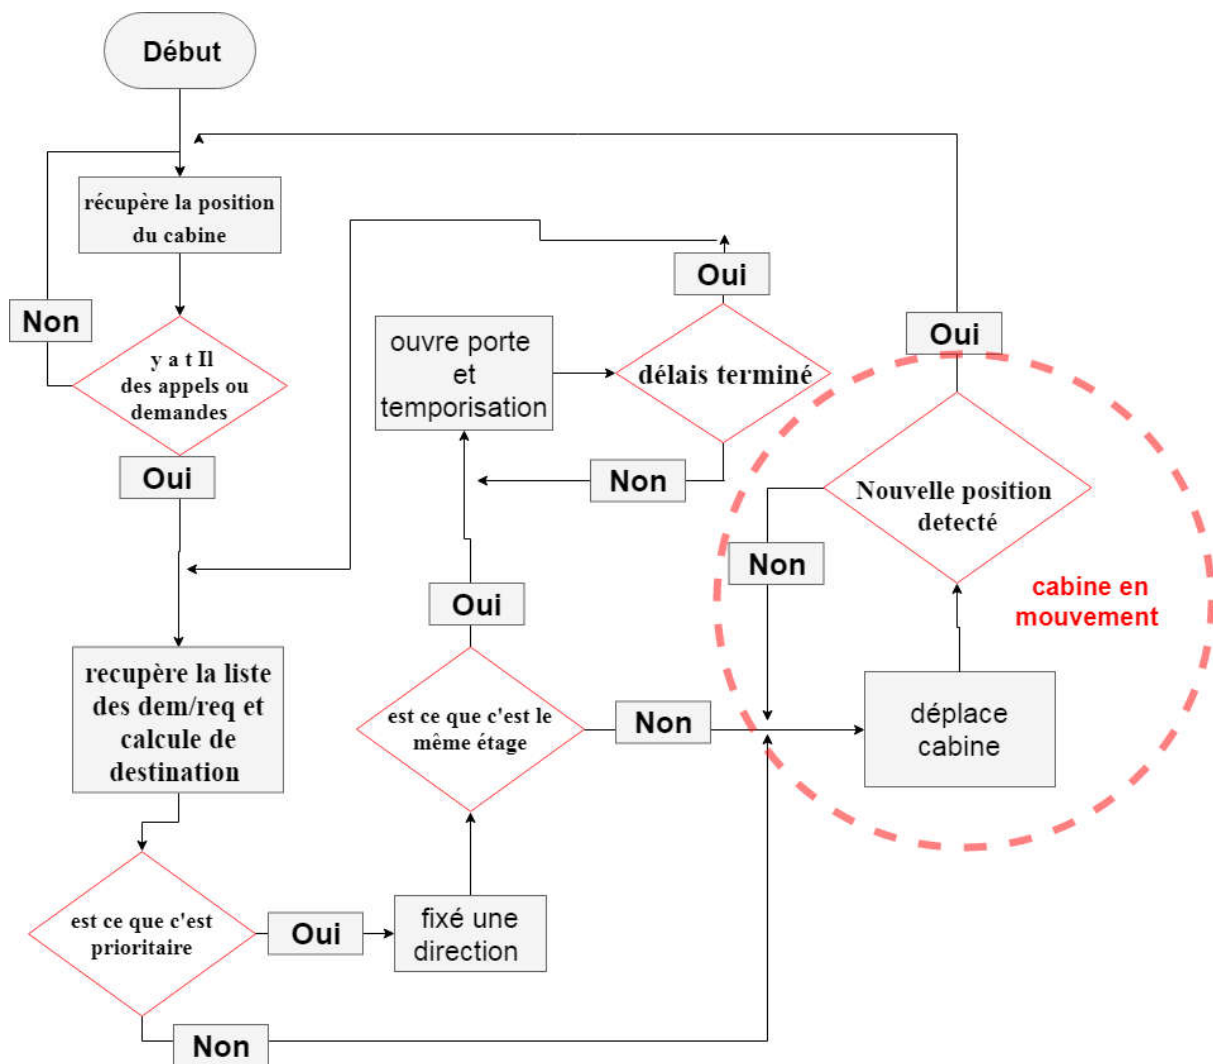 Début
récupère la position
du cabine
Non
y a t Il
des appels ou
demandes
Oui
recupère la liste
des dem/req et
calcule de
destination
est ce que c'est
prioritaire
Oui
Non
fixé une
direction
est ce que c'est le
même étage
Oui
Non
ouvre porte
et
temporisation
délais terminé
Oui
Non
déplace
cabine
Nouvelle position
detecté
Oui
Non
cabine en
mouvement